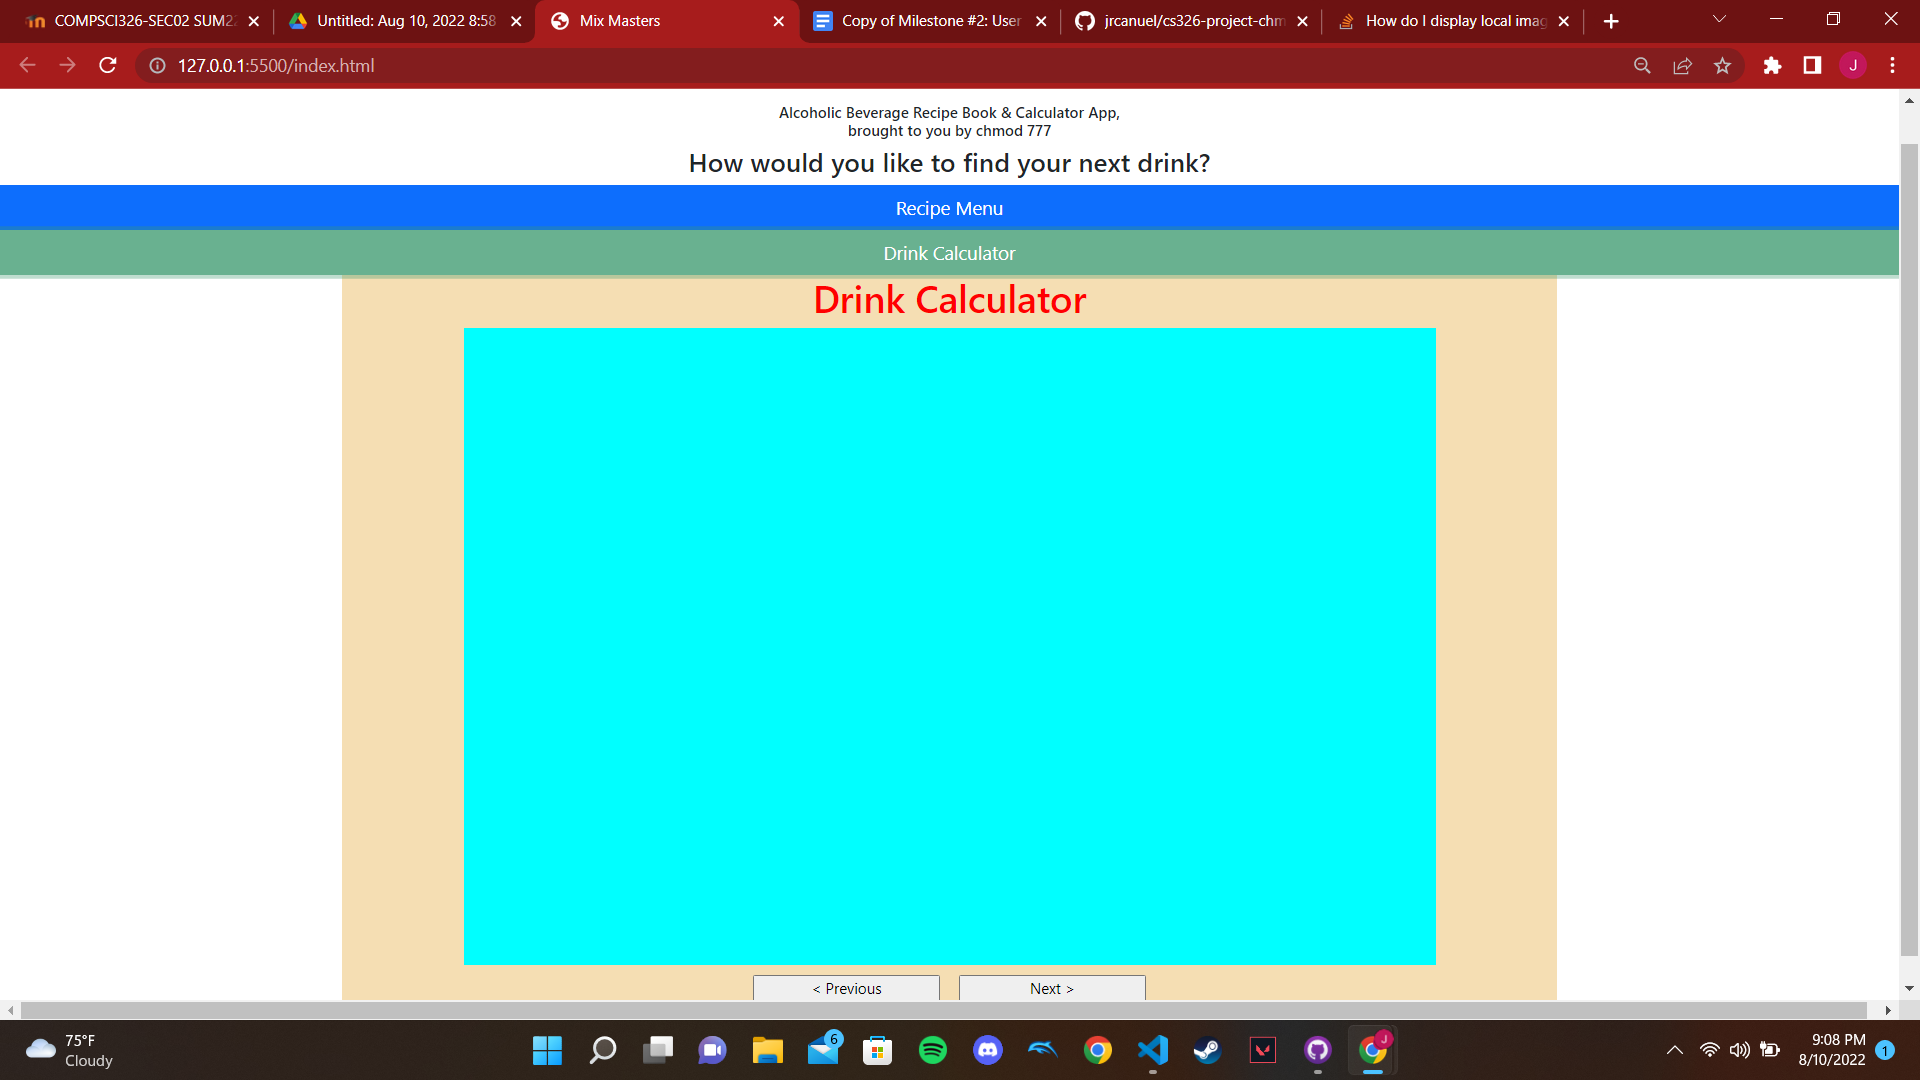 COMPSCI326-SEC02 SUM22
Untitled: Aug 10, 2022 8:58
Mix Masters
Copy of Milestone #2: User
jrcanuel/cs326-project-chm
How do I display local imag
127.0.0.1:5500/index.html
J
Alcoholic Beverage Recipe Book & Calculator App,
brought to you by chmod 777
How would you like to find your next drink?
Recipe Menu
Drink Calculator
Drink Calculator
< Previous
Next >
75°F
Cloudy
6
J
9:08 PM
8/10/2022
1